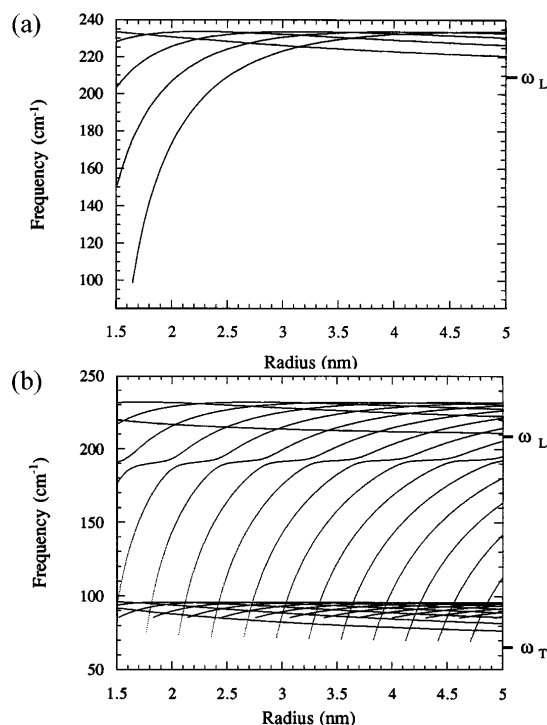 (a)
240
220
200
180
160
140
120
100
Frequency (cm-1)
ωL
1.5 2 2.5 3 3.5 4 4.5 5
Radius (nm)
(b)
250
200
150
100
50
Frequency (cm-1)
ωL
ωT
1.5 2 2.5 3 3.5 4 4.5 5
Radius (nm)